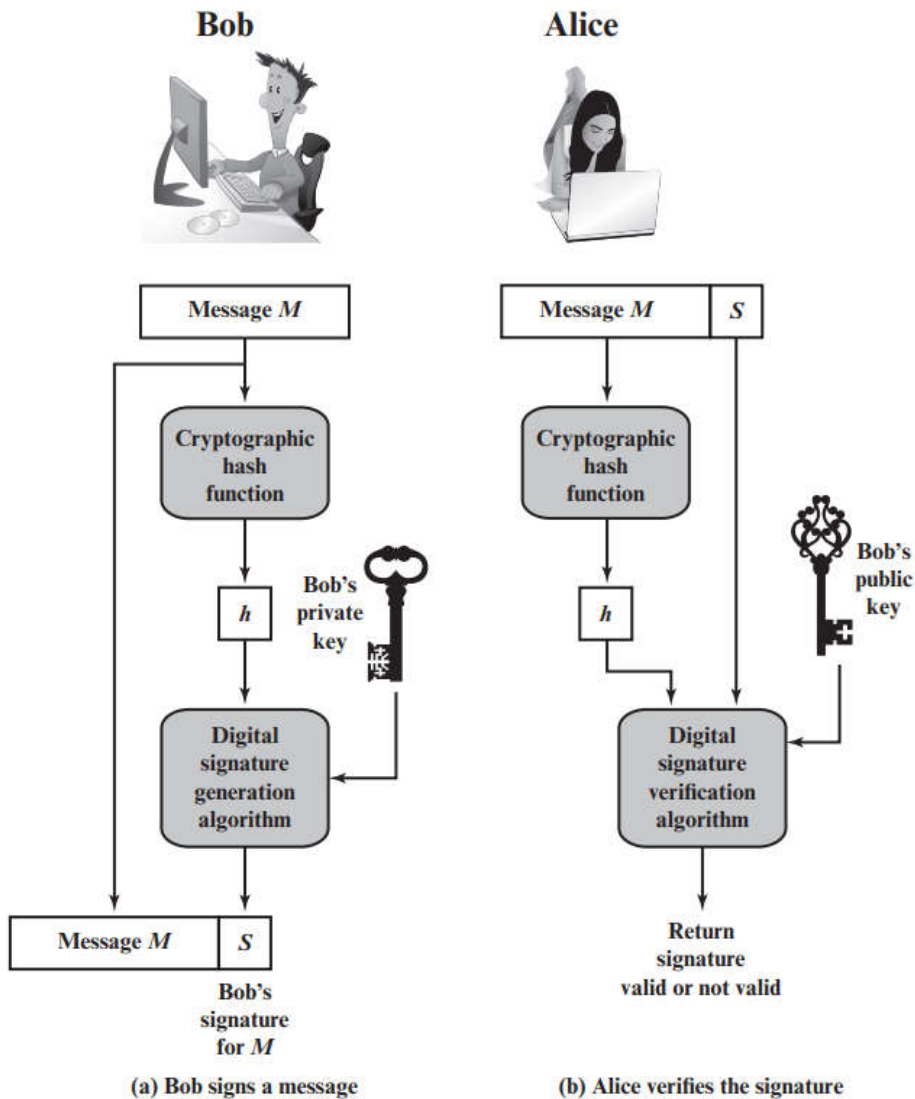 Bob
Message M
Cryptographic
hash
function
h
Bob's
private
key
Digital
signature
generation
algorithm
Message M S
Bob's
signature
for M
(a) Bob signs a message
Alice
Message M S
Cryptographic
hash
function
h
Bob's
public
key
Digital
signature
verification
algorithm
Return
signature
valid or not valid
(b) Alice verifies the signature